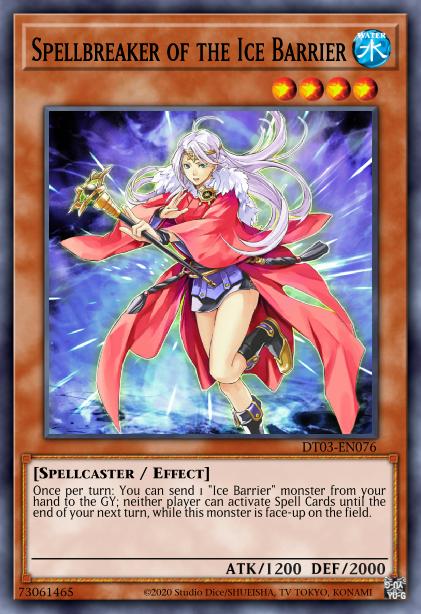 SPELLBREAKER OF THE ICE BARRIER
WATER
水
DT03-EN076
[SPELLCASTER / EFFECT]
Once per turn: You can send 1 "Ice Barrier" monster from your
hand to the GY; neither player can activate Spell Cards until the
end of your next turn, while this monster is face-up on the field.
ATK/1200 DEF/2000
73061465
©2020 Studio Dice/SHUEISHA, TV TOKYO, KONAMI